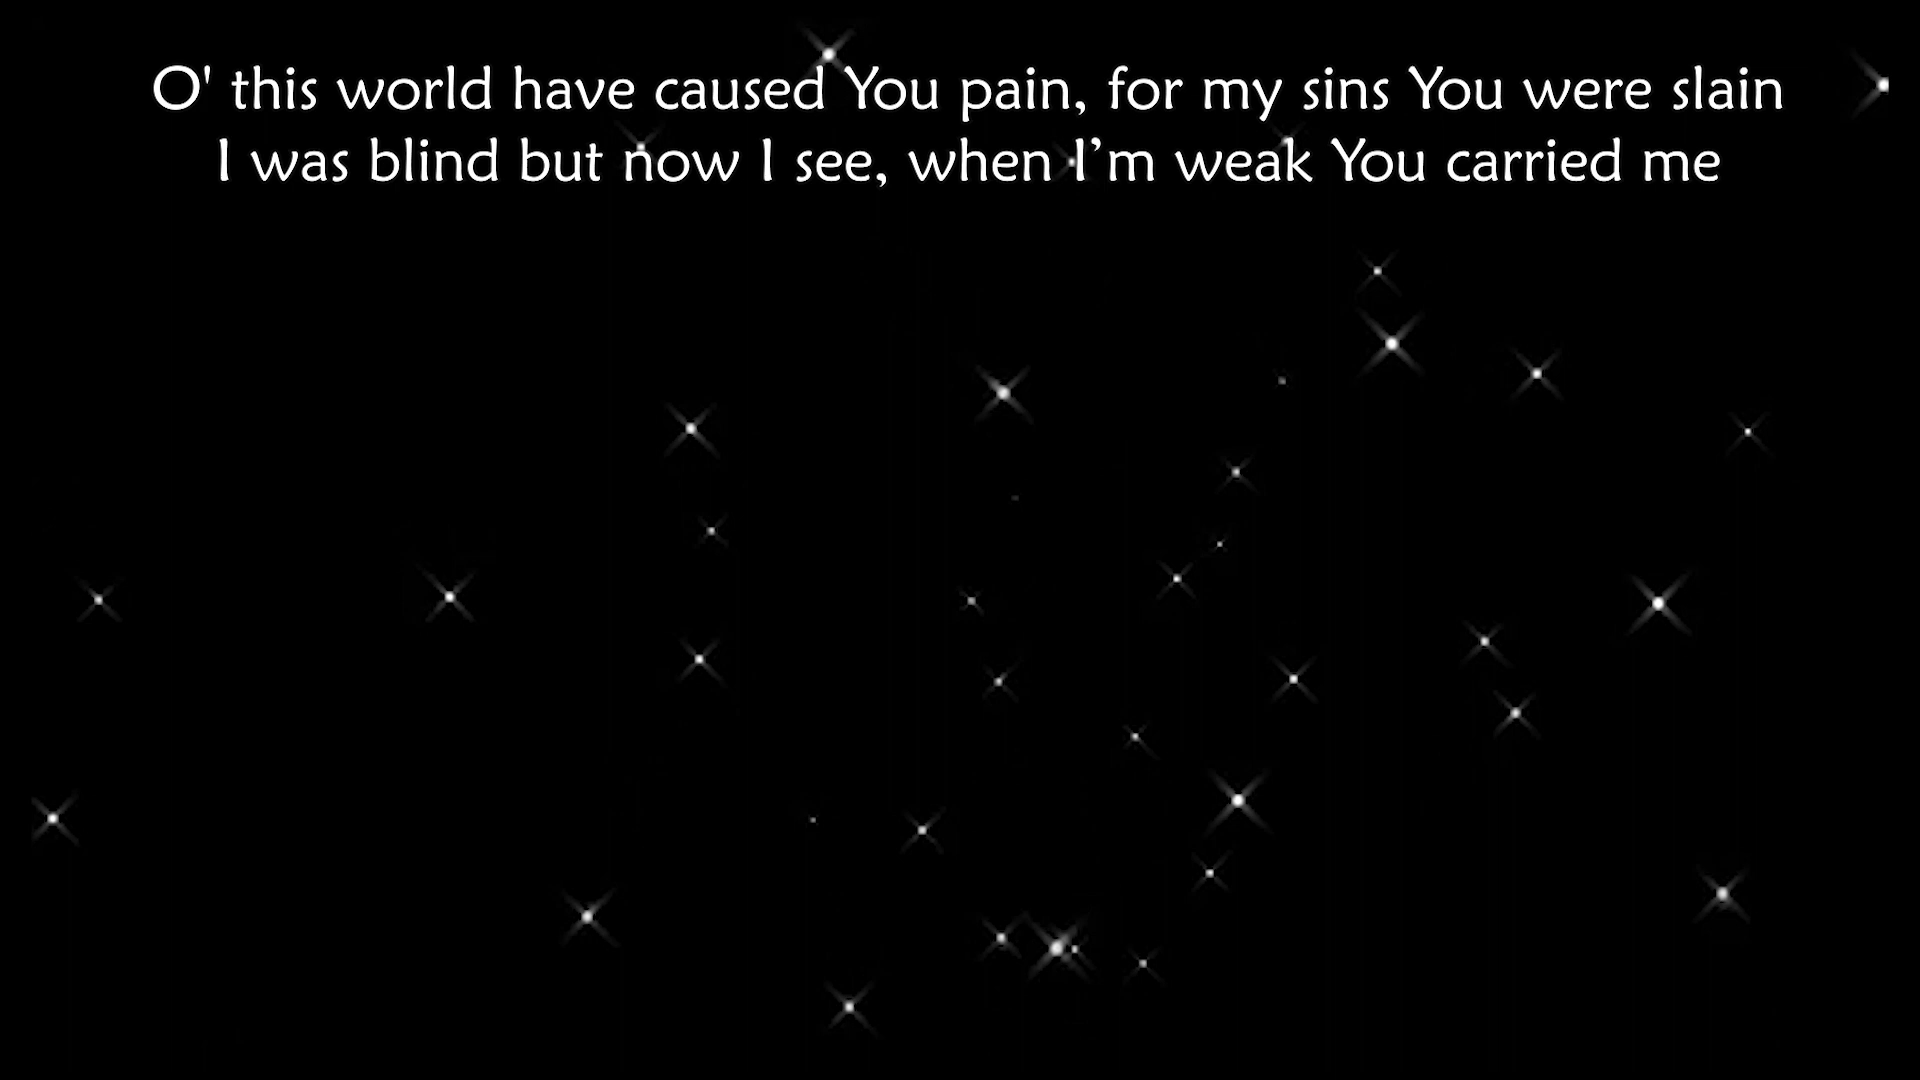 O' this world have caused You pain, for my sins You were slain
I was blind but now I see, when I’m weak You carried me